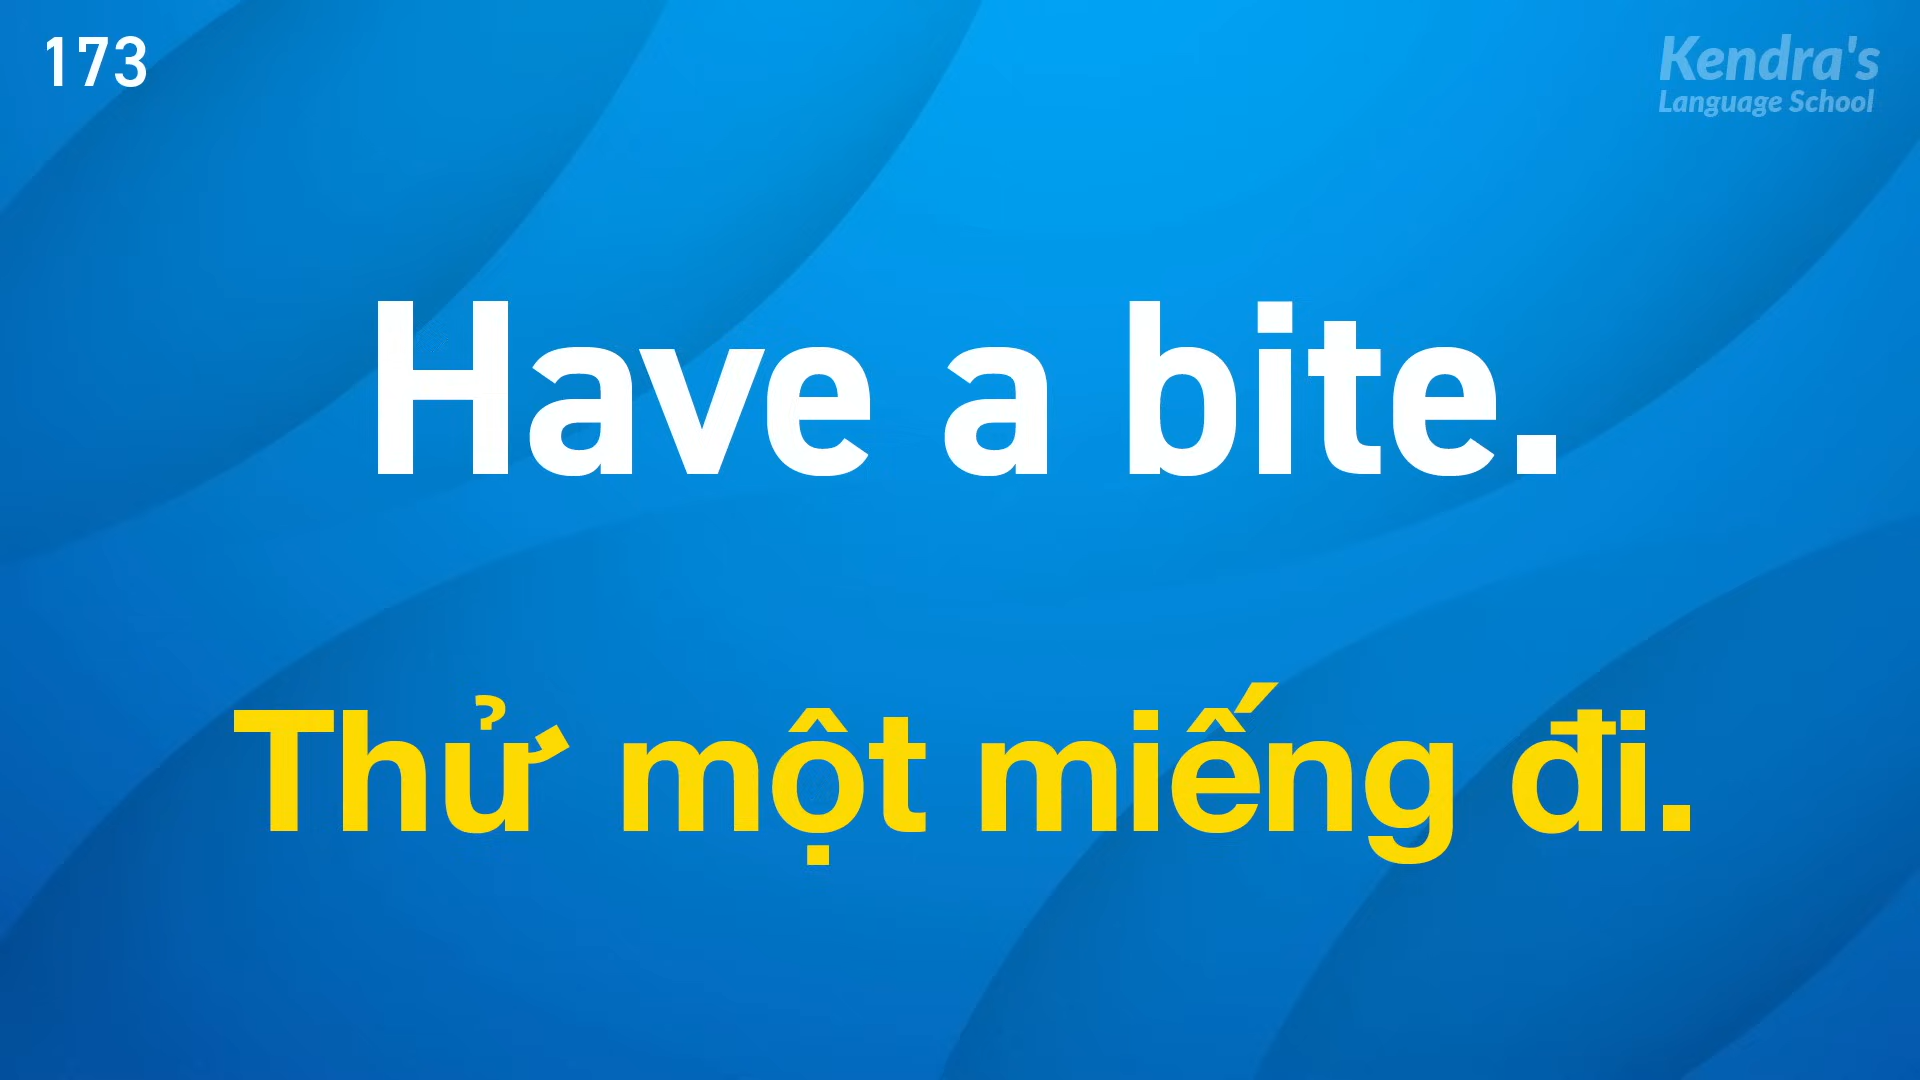 173
Kendra's
Language School
Have a bite.
Thử một miếng đi.